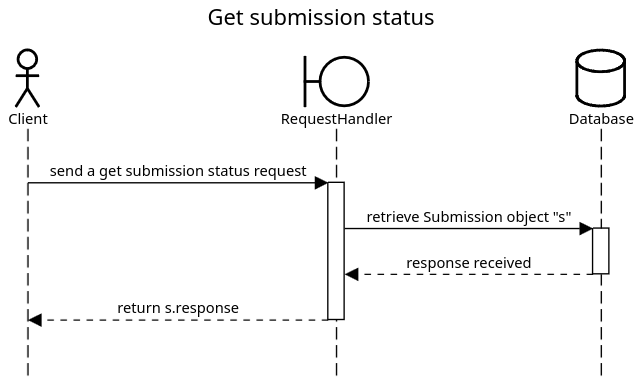 Get submission status
Client
RequestHandler
Database
send a get submission status request
retrieve Submission object "s"
response received
return s.response